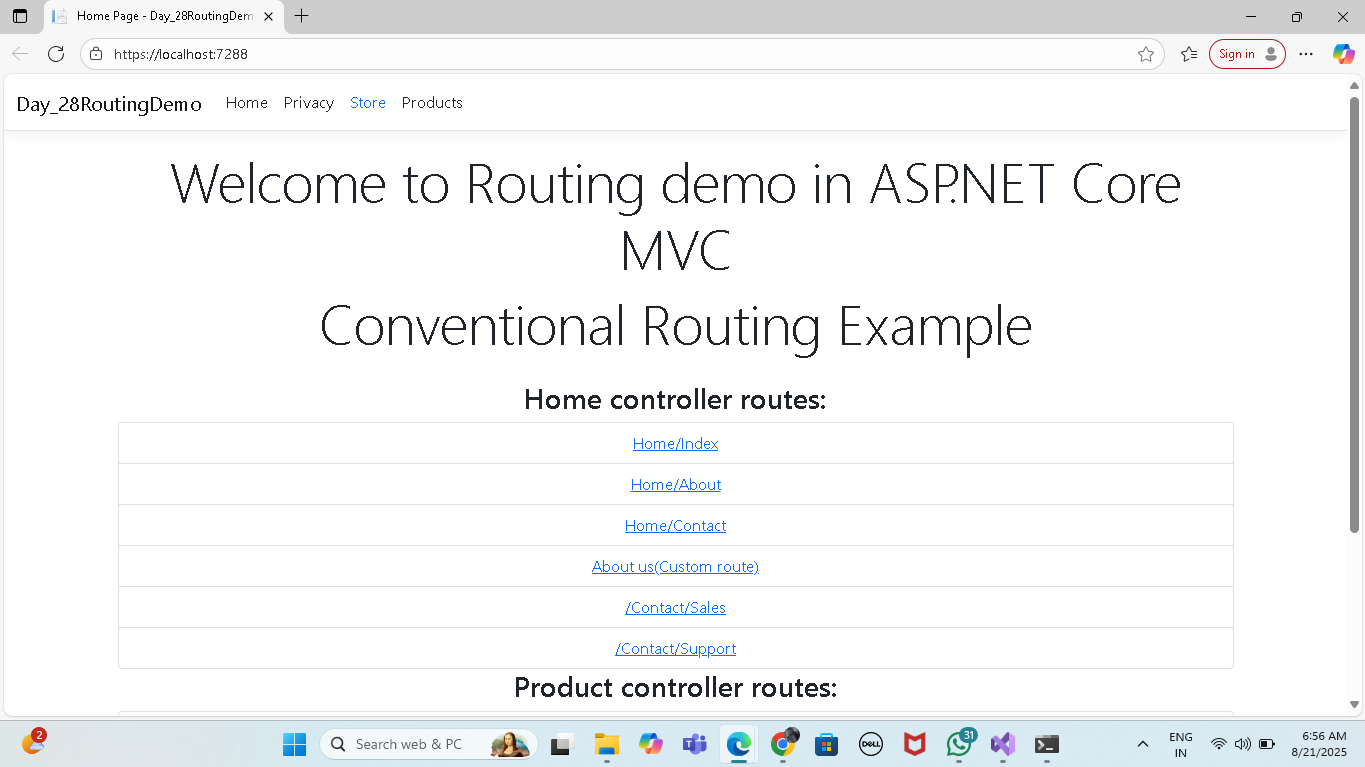 Home Page - Day_28RoutingDem
https://localhost:7288
Sign in
Day_28RoutingDemo Home Privacy Store Products
Welcome to Routing demo in ASP.NET Core
MVC
Conventional Routing Example
Home controller routes:
Home/Index
Home/About
Home/Contact
About us(Custom route)
/Contact/Sales
/Contact/Support
Product controller routes:
2
Search web & PC
DELL
31
ENG
IN
6:56 AM
8/21/2025